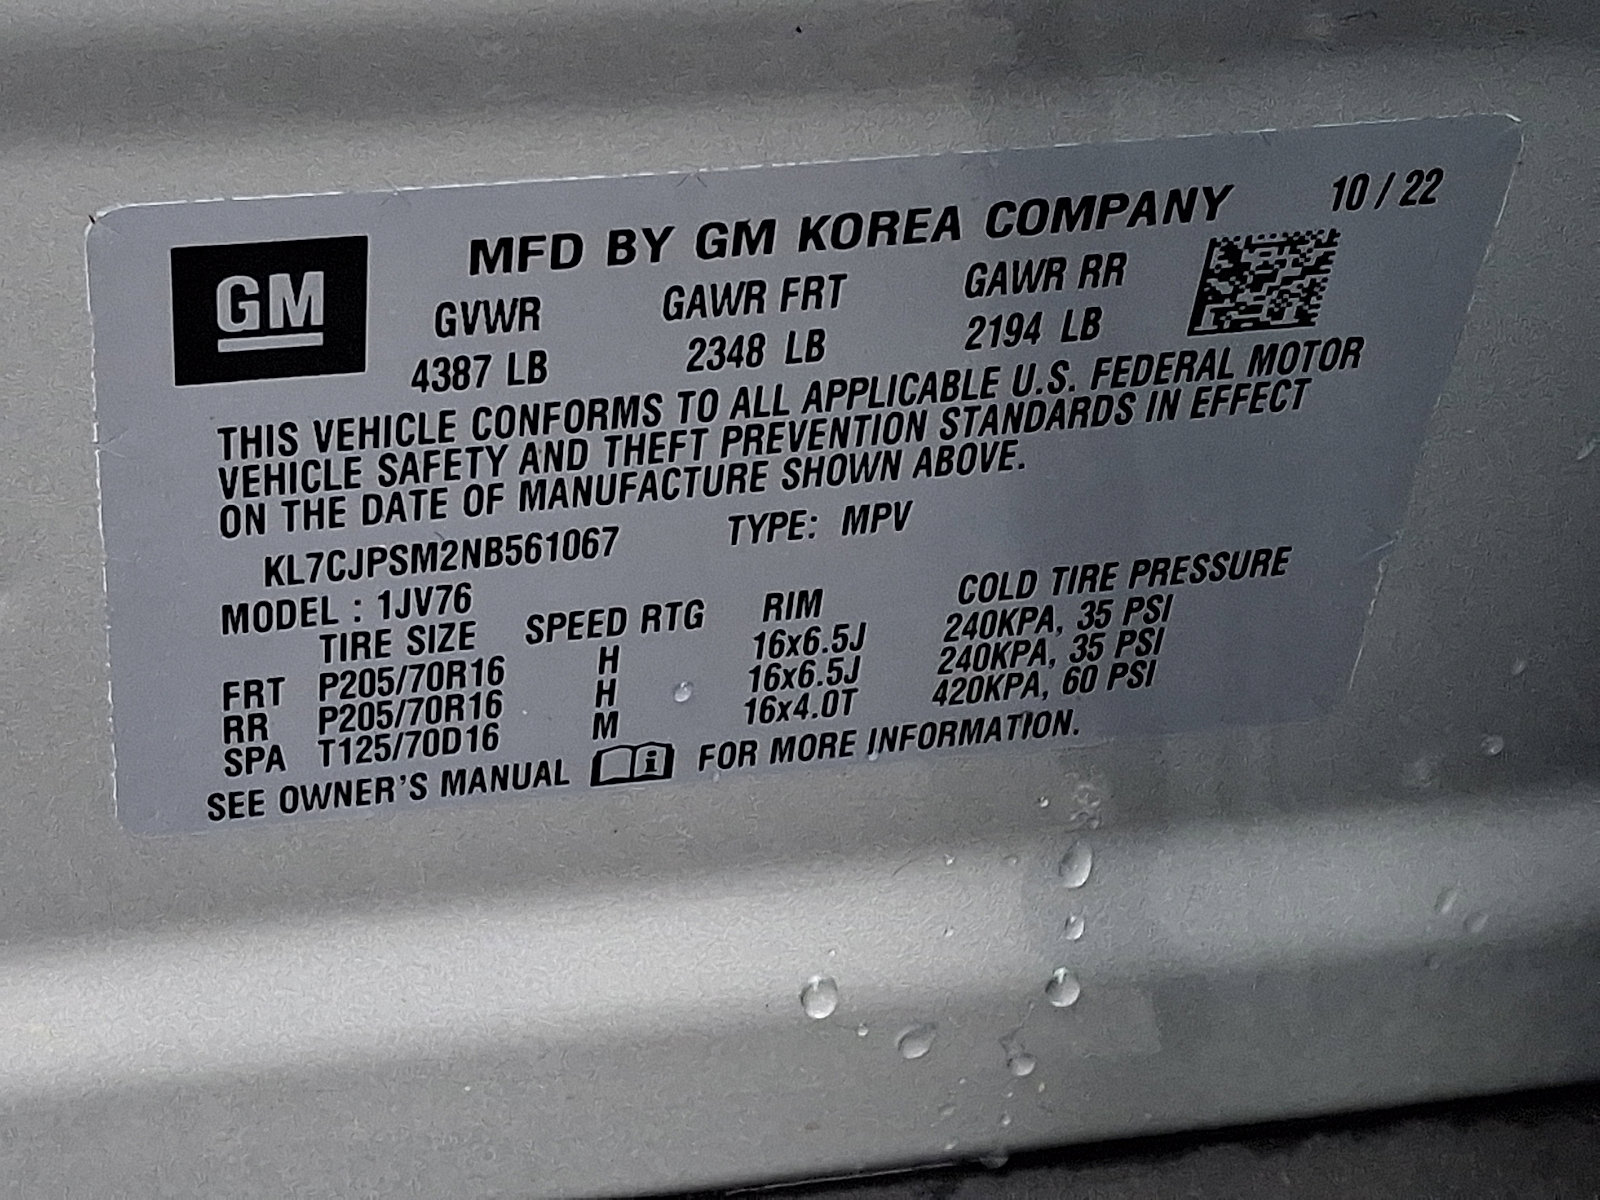 GM
MFD BY GM KOREA COMPANY 10 / 22
GVWR GAWR FRT GAWR RR
4387 LB 2348 LB 2194 LB
THIS VEHICLE CONFORMS TO ALL APPLICABLE U.S. FEDERAL MOTOR
VEHICLE SAFETY AND THEFT PREVENTION STANDARDS IN EFFECT
ON THE DATE OF MANUFACTURE SHOWN ABOVE.
KL7CJPSM2NB561067 TYPE: MPV
MODEL : 1JV76
TIRE SIZE SPEED RTG RIM COLD TIRE PRESSURE
FRT P205/70R16 H 16x6.5J 240KPA, 35 PSI
RR P205/70R16 H 16x6.5J 240KPA, 35 PSI
SPA T125/70D16 M 16x4.0T 420KPA, 60 PSI
SEE OWNER'S MANUAL i FOR MORE INFORMATION.